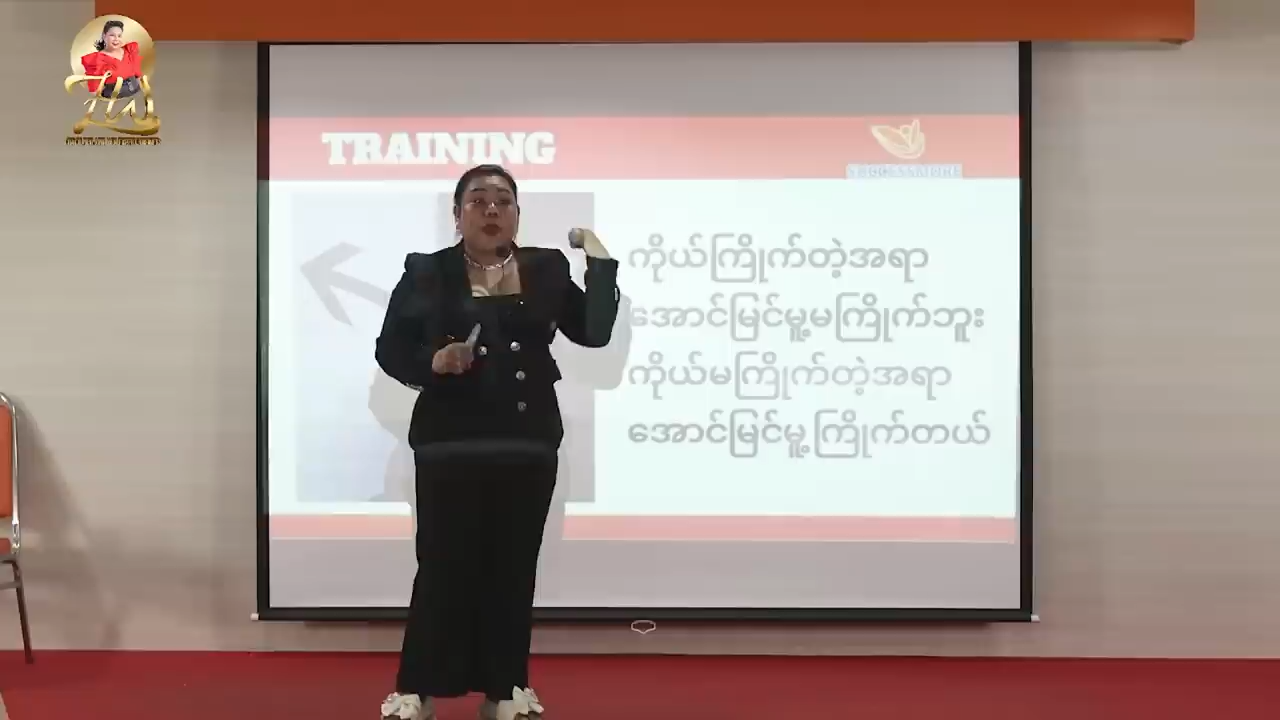 TRAINING
SUCCESSMORE
ကိုယ်ကြိုက်တဲ့အရာ
အောင်မြင်မှု့မကြိုက်ဘူး
ကိုယ်မကြိုက်တဲ့အရာ
အောင်မြင်မှု့ကြိုက်တယ်